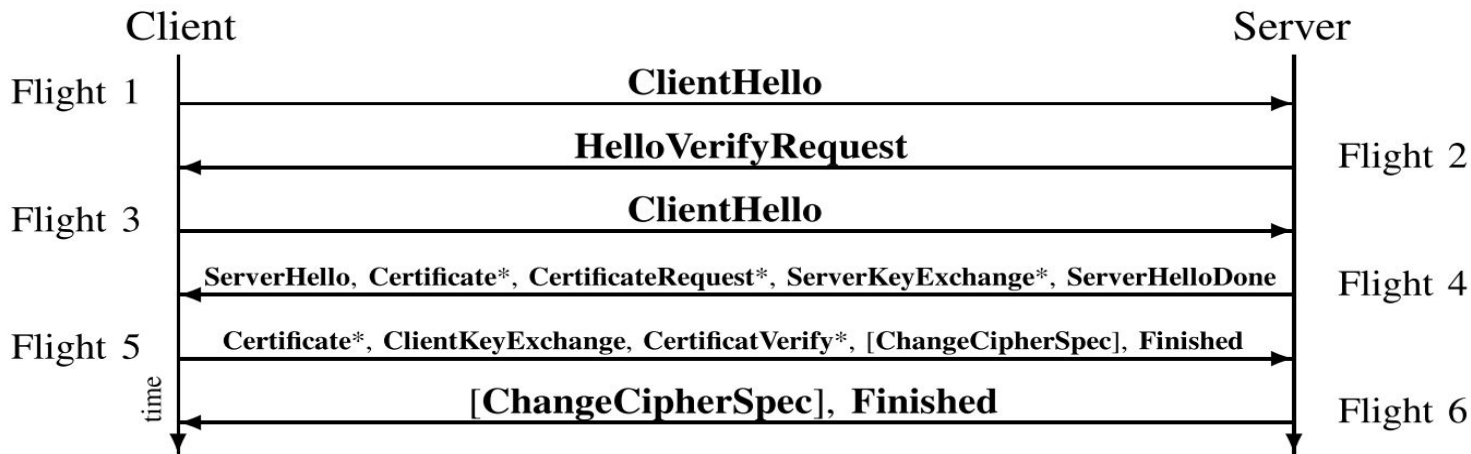 Client Server
Flight 1 ClientHello
HelloVerifyRequest Flight 2
Flight 3 ClientHello
ServerHello, Certificate*, CertificateRequest*, ServerKeyExchange*, ServerHelloDone Flight 4
Flight 5 Certificate*, ClientKeyExchange, CertificatVerify*, [ChangeCipherSpec], Finished
time
[ChangeCipherSpec], Finished Flight 6